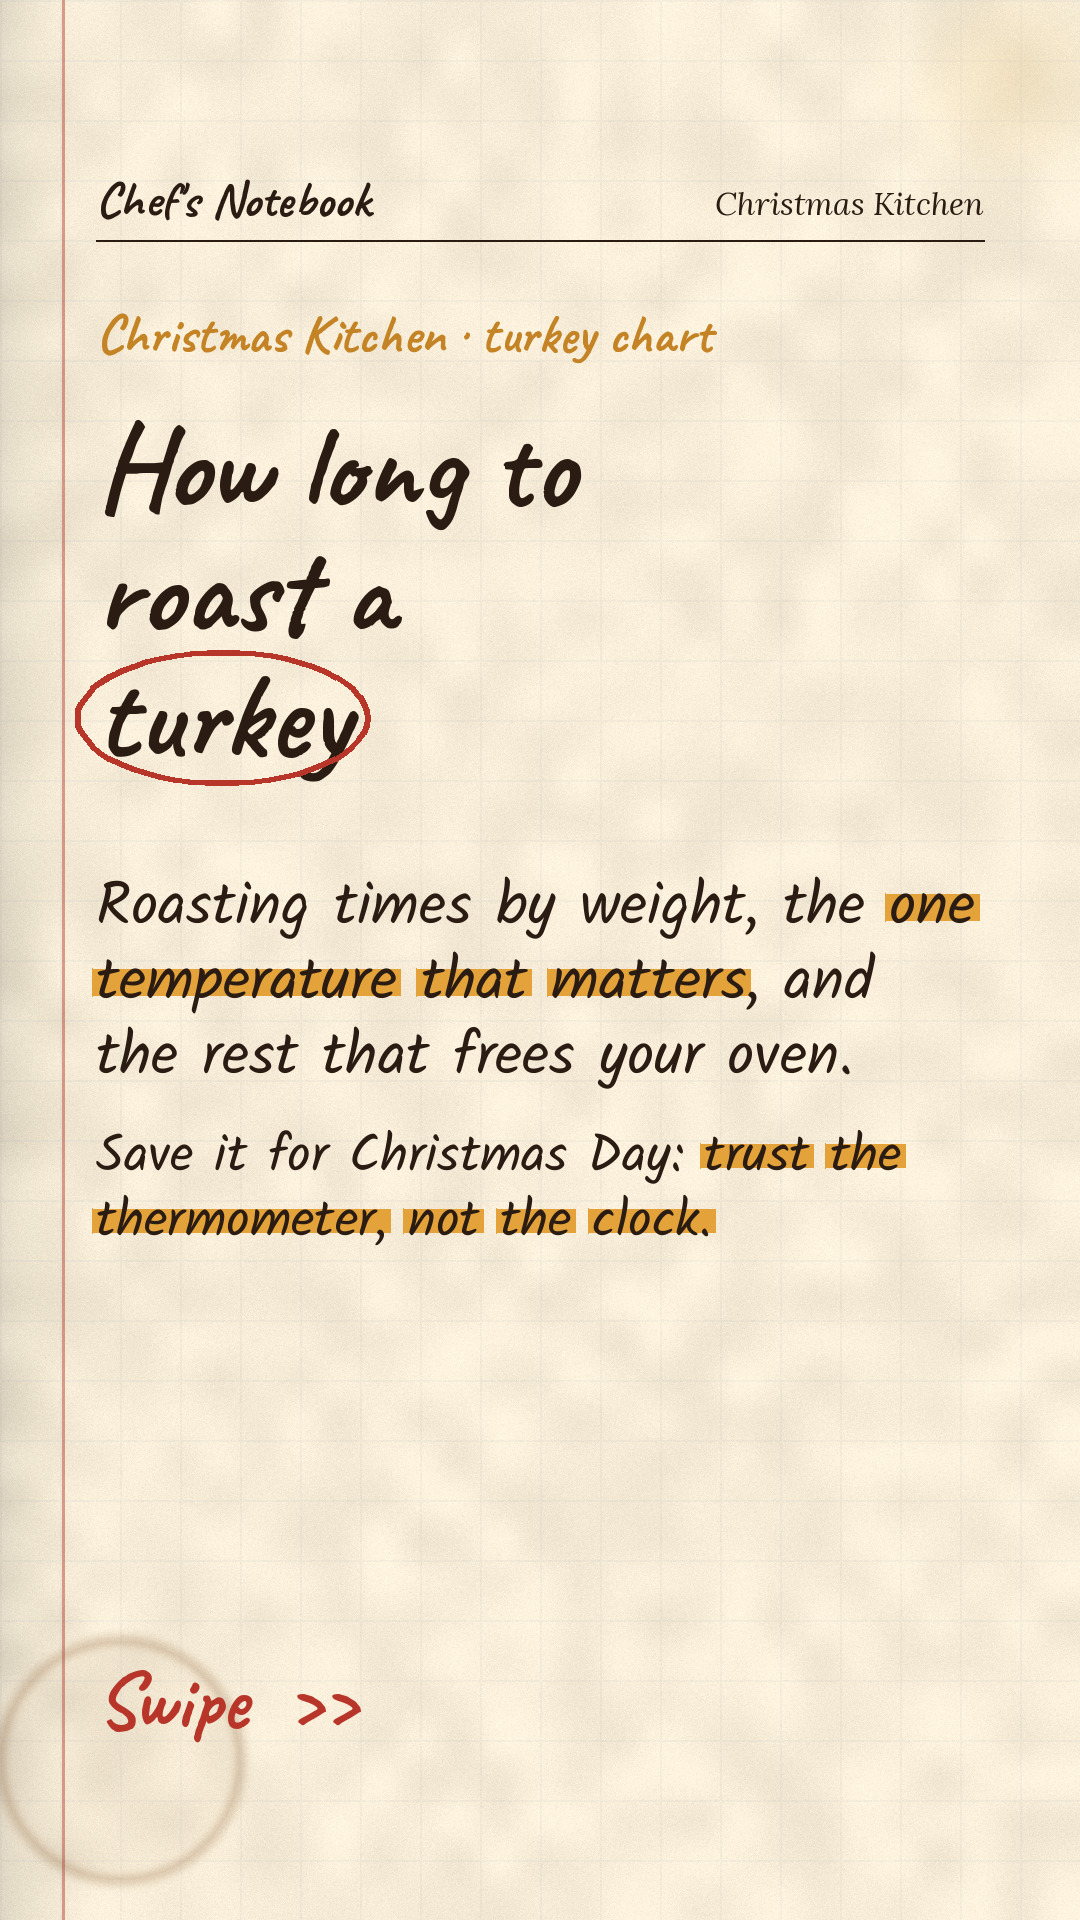 Chef's Notebook
Christmas Kitchen
Christmas Kitchen · turkey chart
How long to
roast a
turkey
Roasting times by weight, the one
temperature that matters, and
the rest that frees your oven.
Save it for Christmas Day: trust the
thermometer, not the clock.
Swipe >>